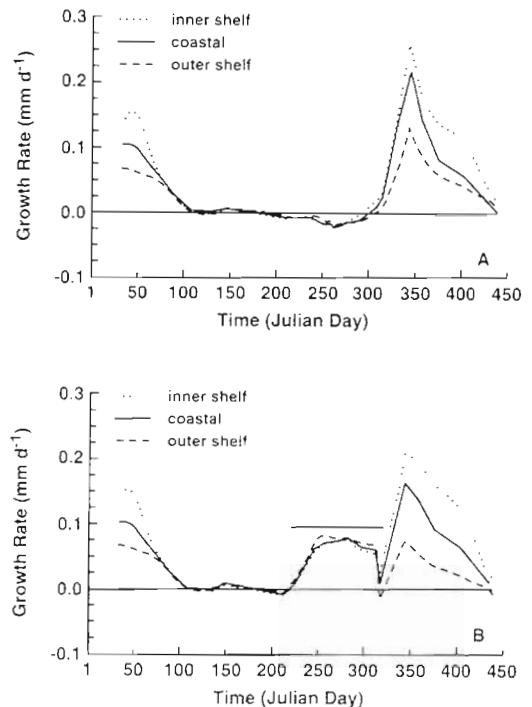 inner shelf
coastal
outer shelf
Growth Rate (mm d-1)
0.3
0.2
0.1
0.0
-0.1
A
1 50 100 150 200 250 300 350 400 450
Time (Julian Day)
inner shelf
coastal
outer shelf
Growth Rate (mm d-1)
0.3
0.2
0.1
0.0
-0.1
B
1 50 100 150 200 250 300 350 400 450
Time (Julian Day)